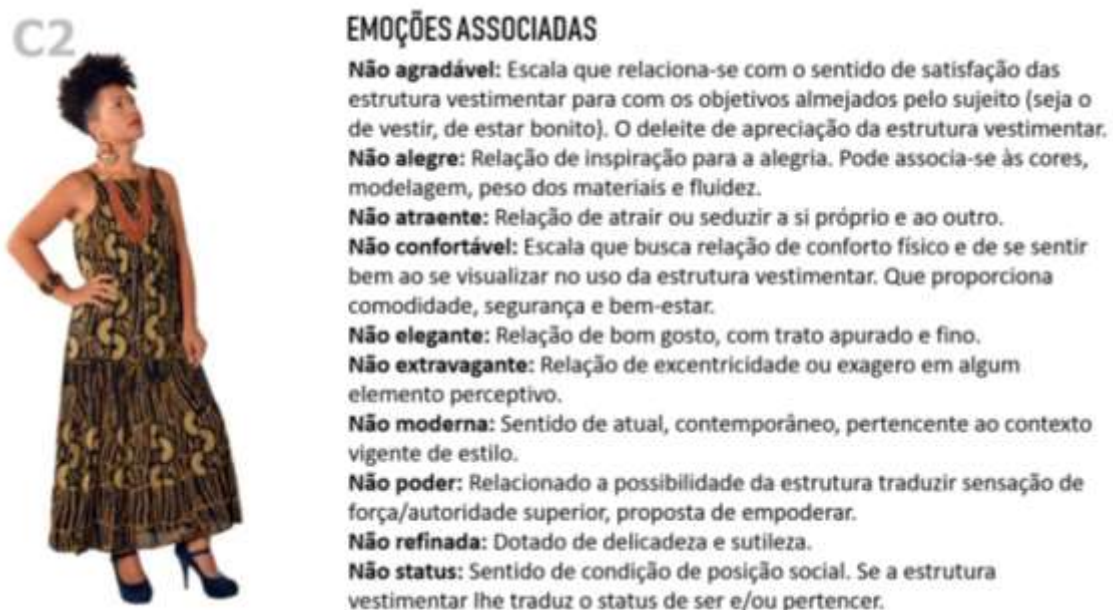 C2
EMOÇÕES ASSOCIADAS
Não agradável: Escala que relaciona-se com o sentido de satisfação das
estrutura vestimentar para com os objetivos almejados pelo sujeito (seja o
de vestir, de estar bonito). O deleite de apreciação da estrutura vestimentar.
Não alegre: Relação de inspiração para a alegria. Pode associa-se às cores,
modelagem, peso dos materiais e fluidez.
Não atraente: Relação de atrair ou seduzir a si próprio e ao outro.
Não confortável: Escala que busca relação de conforto físico e de se sentir
bem ao se visualizar no uso da estrutura vestimentar. Que proporciona
comodidade, segurança e bem-estar.
Não elegante: Relação de bom gosto, com trato apurado e fino.
Não extravagante: Relação de excentricidade ou exagero em algum
elemento perceptivo.
Não moderna: Sentido de atual, contemporâneo, pertencente ao contexto
vigente de estilo.
Não poder: Relacionado a possibilidade da estrutura traduzir sensação de
força/autoridade superior, proposta de empoderar.
Não refinada: Dotado de delicadeza e sutileza.
Não status: Sentido de condição de posição social. Se a estrutura
vestimentar lhe traduz o status de ser e/ou pertencer.